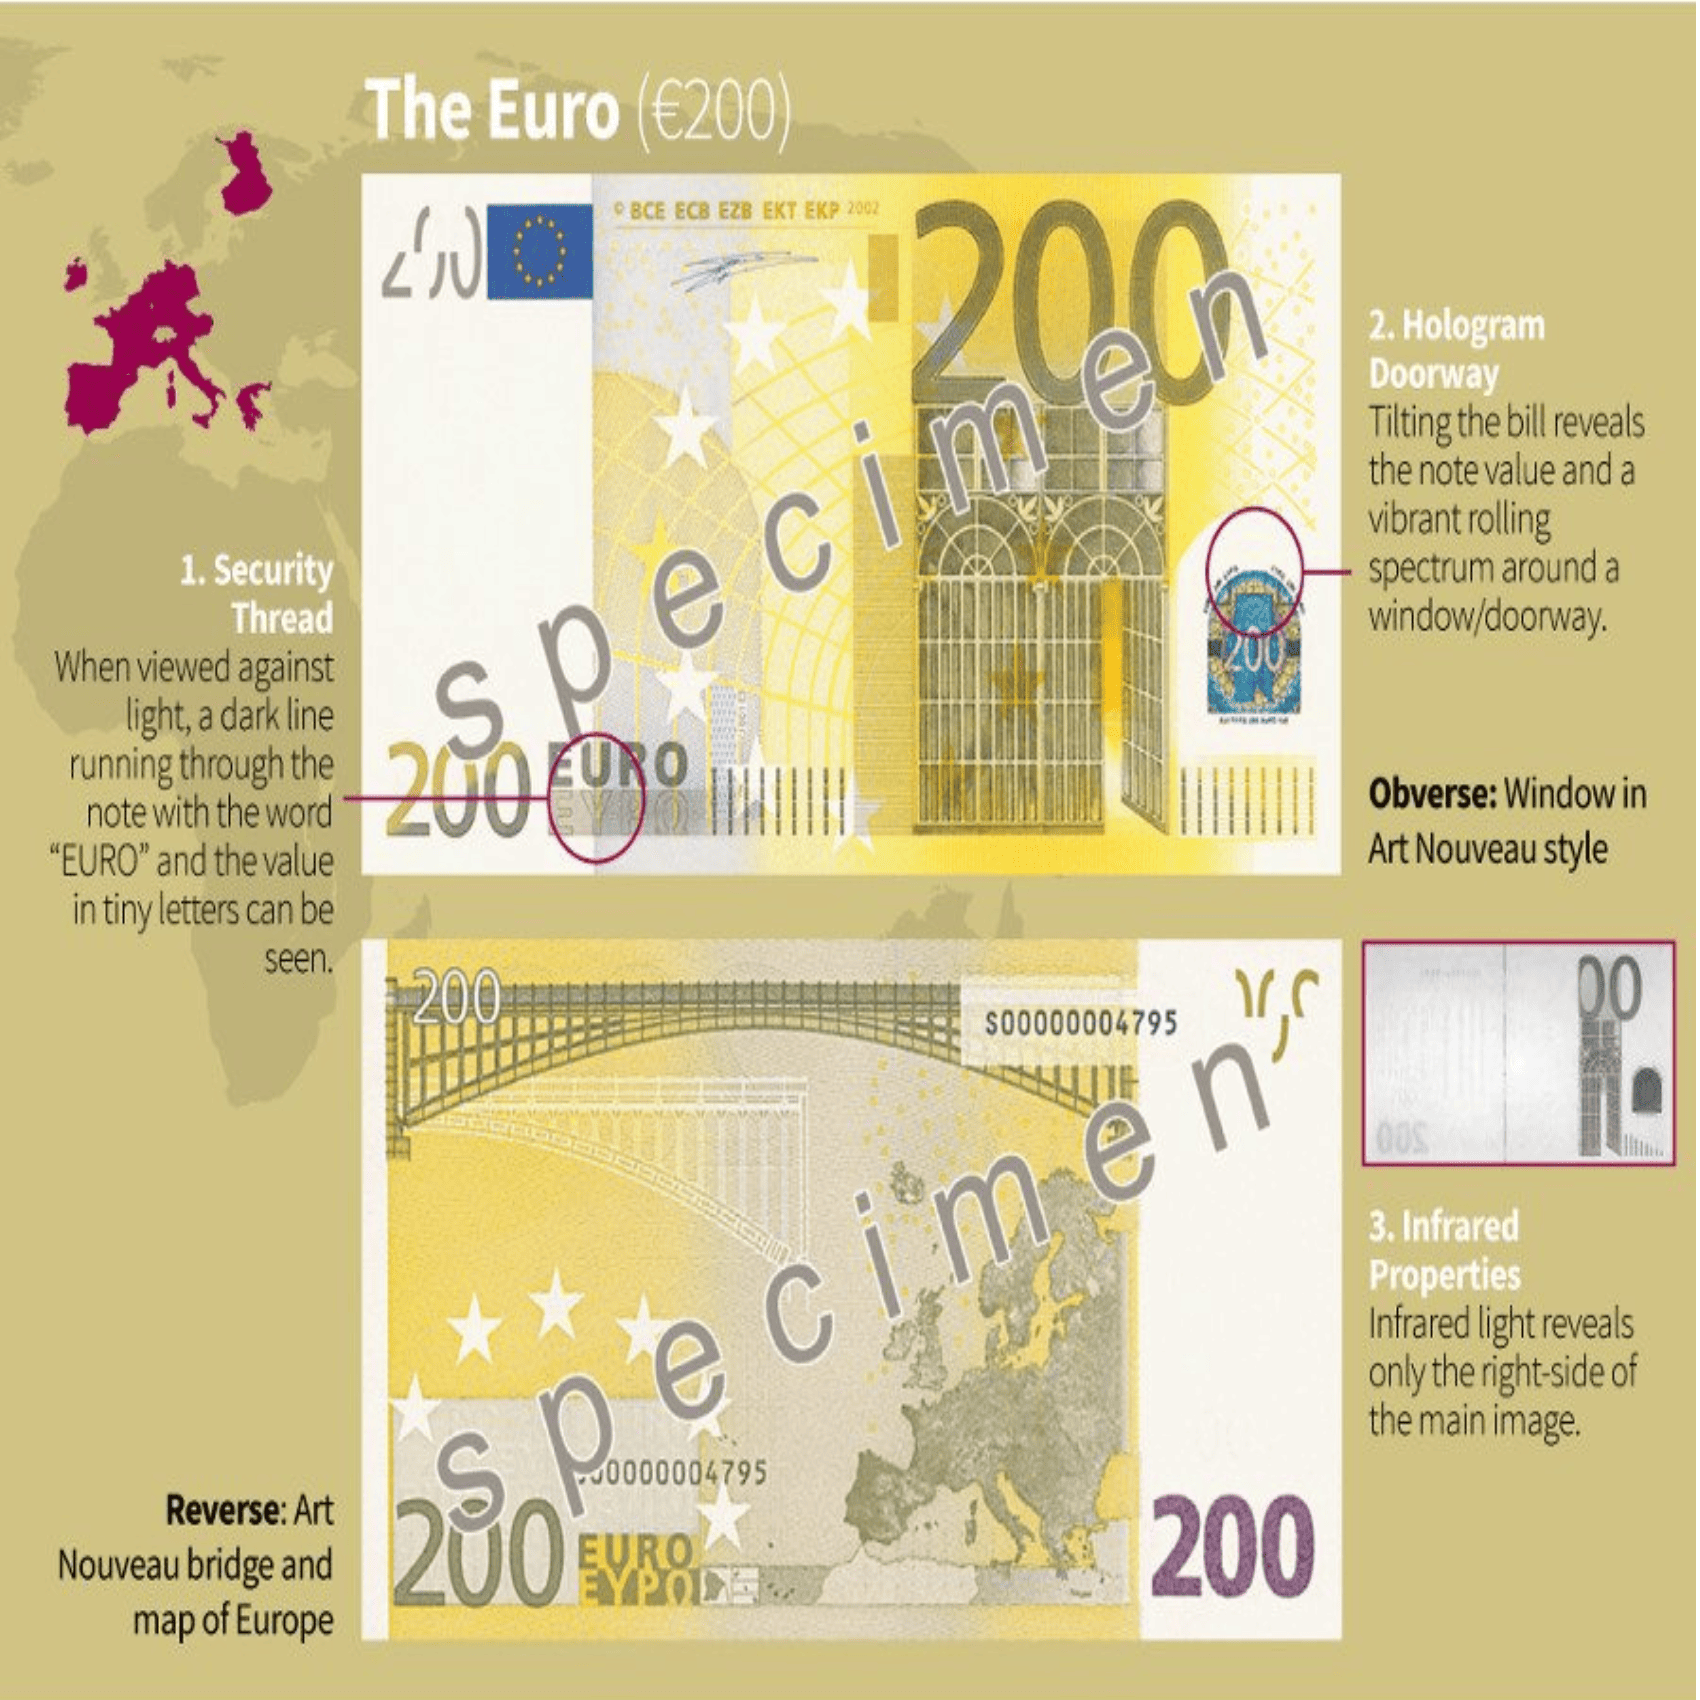 The Euro (€200)
© BCE ECB EZB EKT EKP 2002
200
specimen
200
200 EURO
ΕΥΡΩ
1. Security
Thread
When viewed against
light, a dark line
running through the
note with the word
“EURO” and the value
in tiny letters can be
seen.
2. Hologram
Doorway
Tilting the bill reveals
the note value and a
vibrant rolling
spectrum around a
window/doorway.
Obverse: Window in
Art Nouveau style
200
S00000004795
specimen
00000004795
200 EURO
ΕΥΡΩ
200
Reverse: Art
Nouveau bridge and
map of Europe
00
200
3. Infrared
Properties
Infrared light reveals
only the right-side of
the main image.